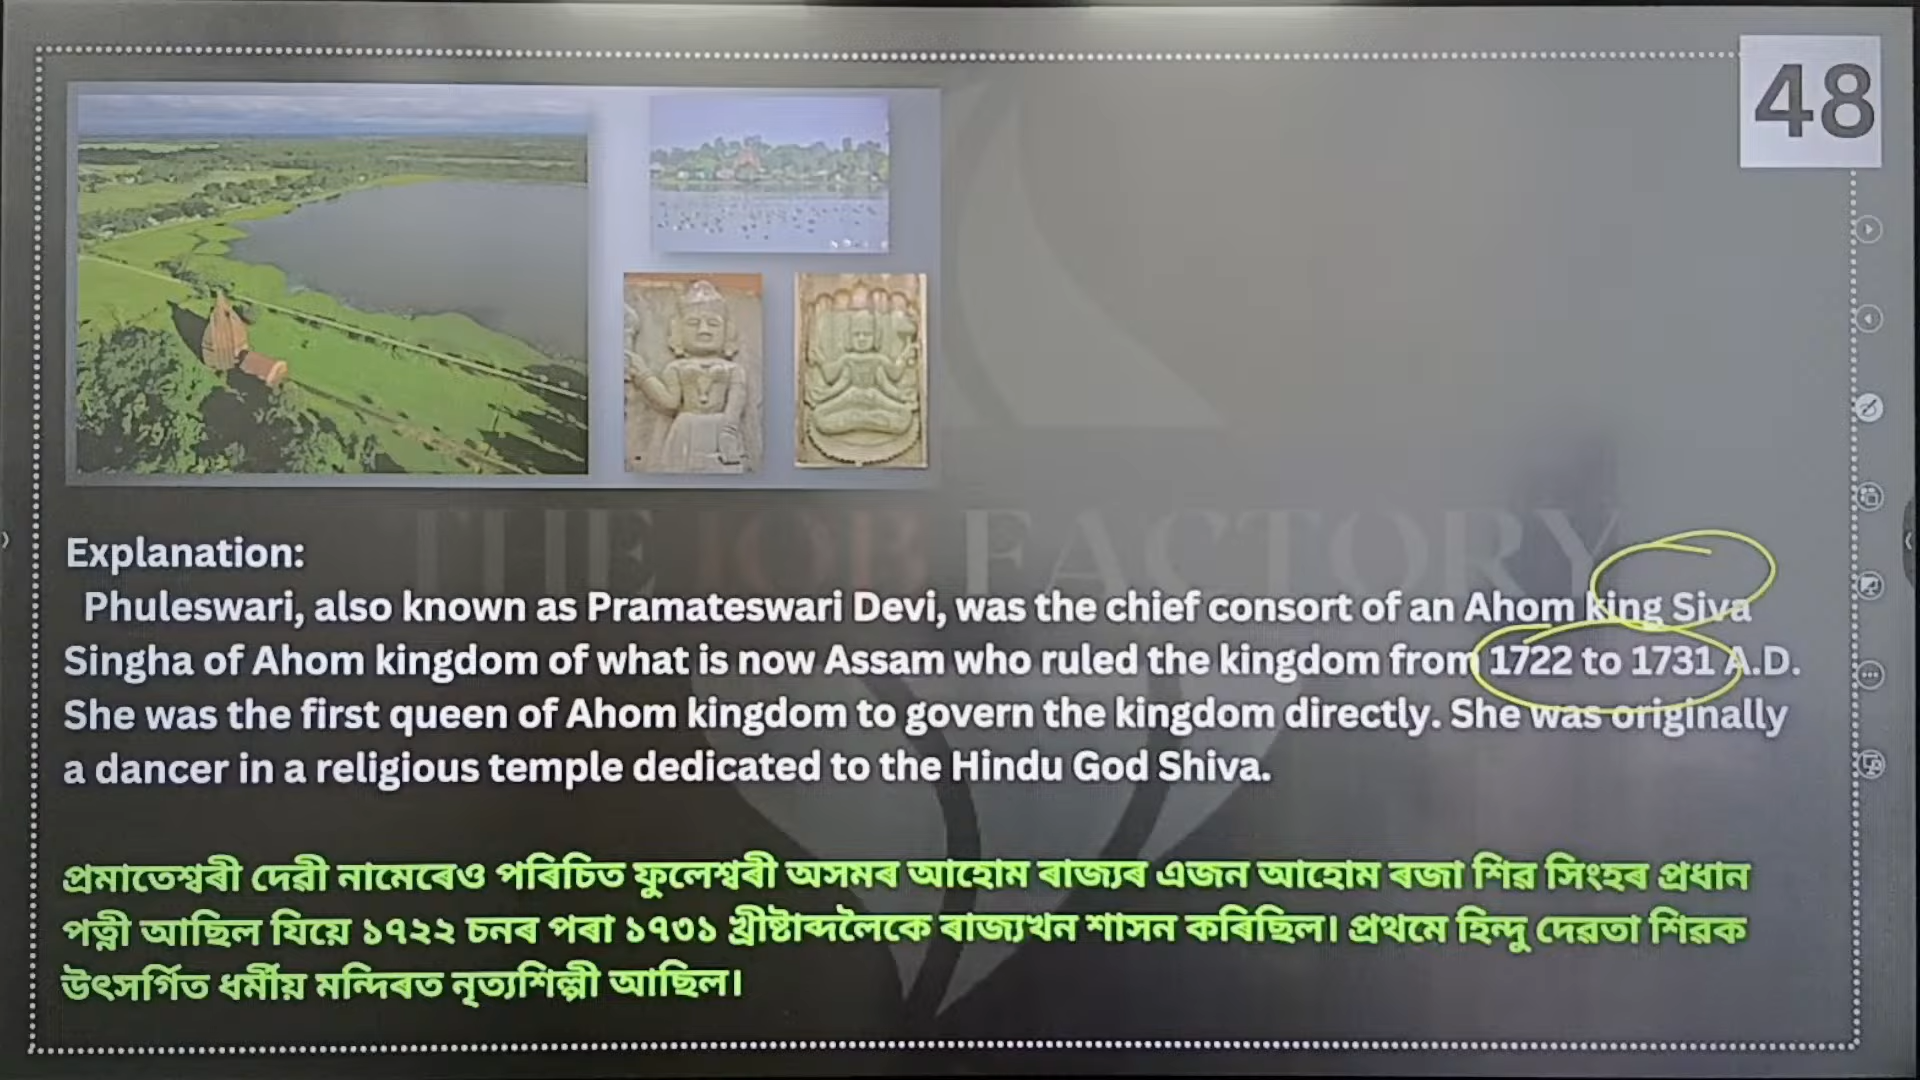 48
THE JOB FACTORY
Explanation:
Phuleswari, also known as Pramateswari Devi, was the chief consort of an Ahom king Siva
Singha of Ahom kingdom of what is now Assam who ruled the kingdom from 1722 to 1731 A.D.
She was the first queen of Ahom kingdom to govern the kingdom directly. She was originally
a dancer in a religious temple dedicated to the Hindu God Shiva.
প্ৰমাতেশ্বৰী দেৱী নামেৰেও পৰিচিত ফুলেশ্বৰী অসমৰ আহোম ৰাজ্যৰ এজন আহোম ৰজা শিৱ সিংহৰ প্ৰধান
পত্নী আছিল যিয়ে ১৭২২ চনৰ পৰা ১৭৩১ খ্ৰীষ্টাব্দলৈকে ৰাজ্যখন শাসন কৰিছিল। প্ৰথমে হিন্দু দেৱতা শিৱক
উৎসৰ্গিত ধৰ্মীয় মন্দিৰত নৃত্যশিল্পী আছিল।